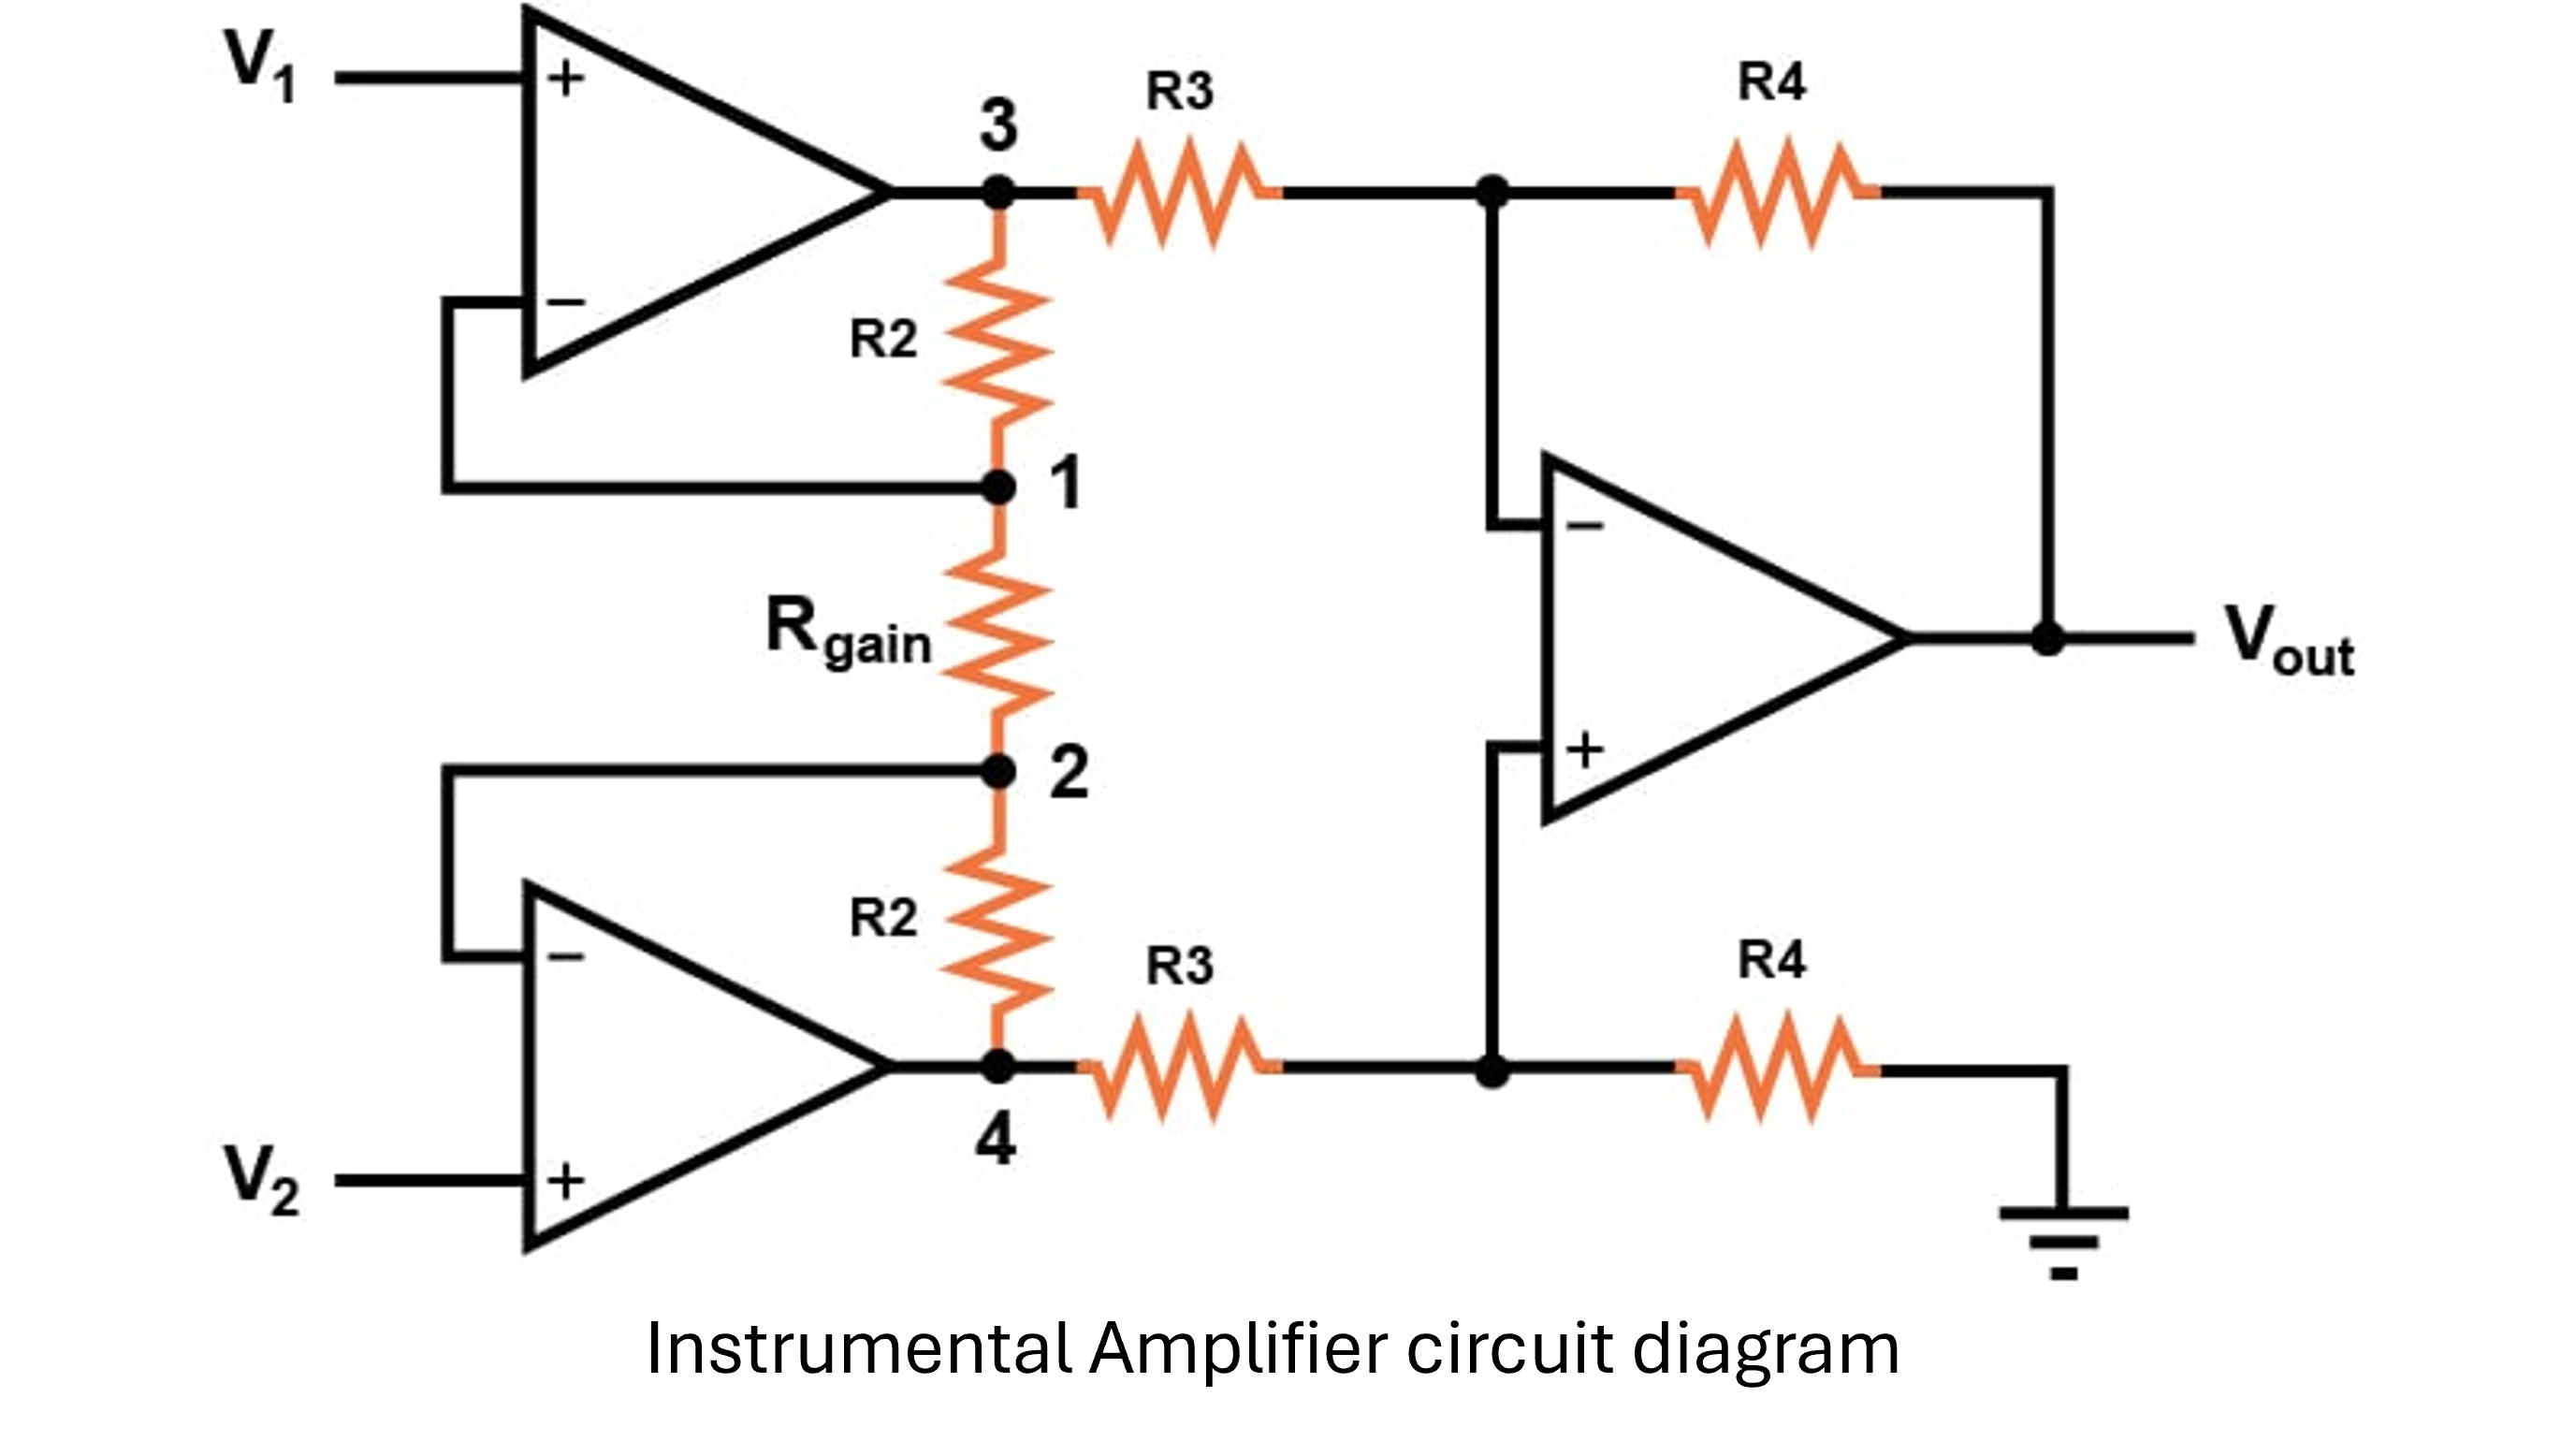 V1
+
3
R3
R4
−
R2
1
Rgain
−
Vout
2
+
−
R2
R3
R4
V2
+
4
Instrumental Amplifier circuit diagram